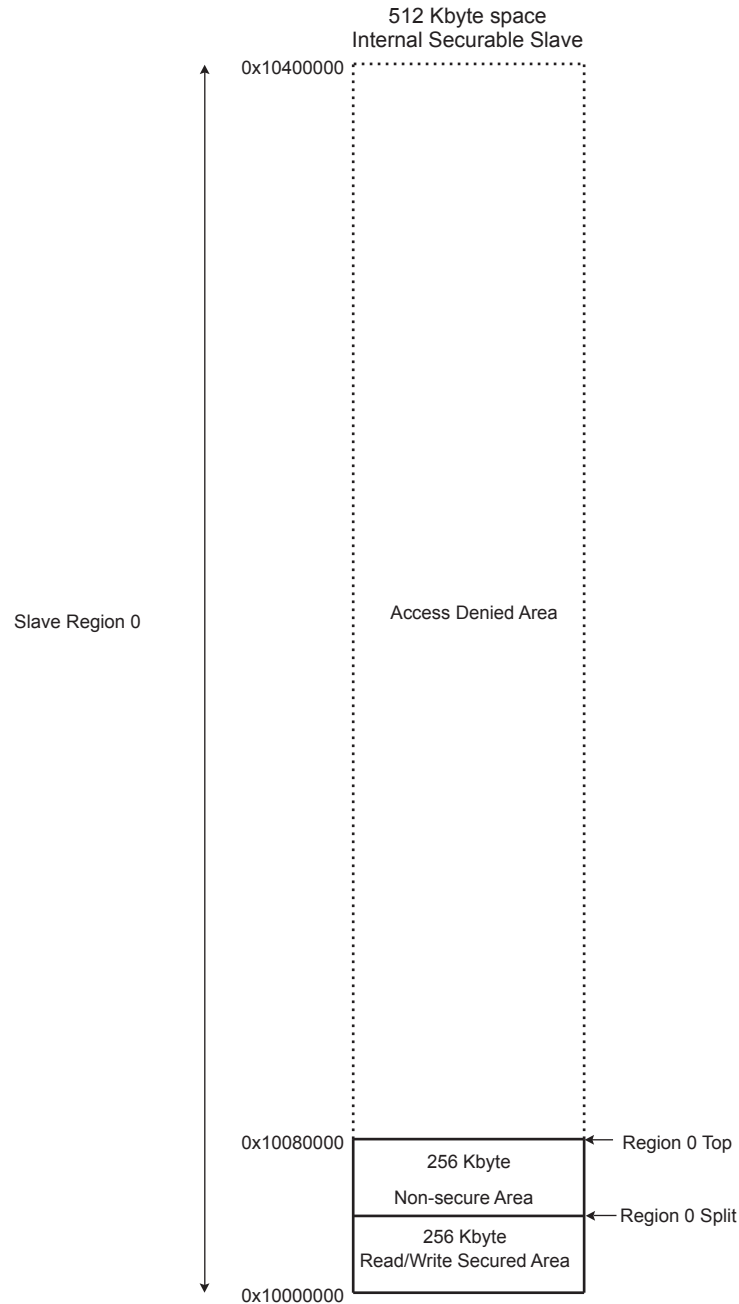 512 Kbyte space
Internal Securable Slave
0x10400000
Slave Region 0
Access Denied Area
0x10080000
Region 0 Top
256 Kbyte
Non-secure Area
Region 0 Split
256 Kbyte
Read/Write Secured Area
0x10000000